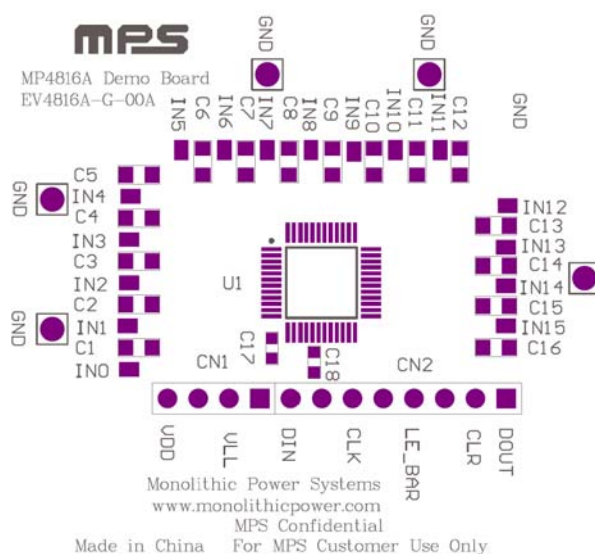 mps
MP4816A Demo Board
EV4816A-G-00A
GND
GND
GND
IN5
C6
IN6
C7
IN7
C8
IN8
C9
IN9
C10
IN10
C11
IN11
C12
C5
GND
IN4
C4
IN3
C3
IN2
C2
GND
IN1
C1
IN0
IN12
C13
IN13
C14
IN14
C15
IN15
C16
U1
C17
C18
CN1
CN2
VDD
VLL
DIN
CLK
LE_BAR
CLR
DOUT
Monolithic Power Systems
www.monolithicpower.com
MPS Confidential
Made in China For MPS Customer Use Only